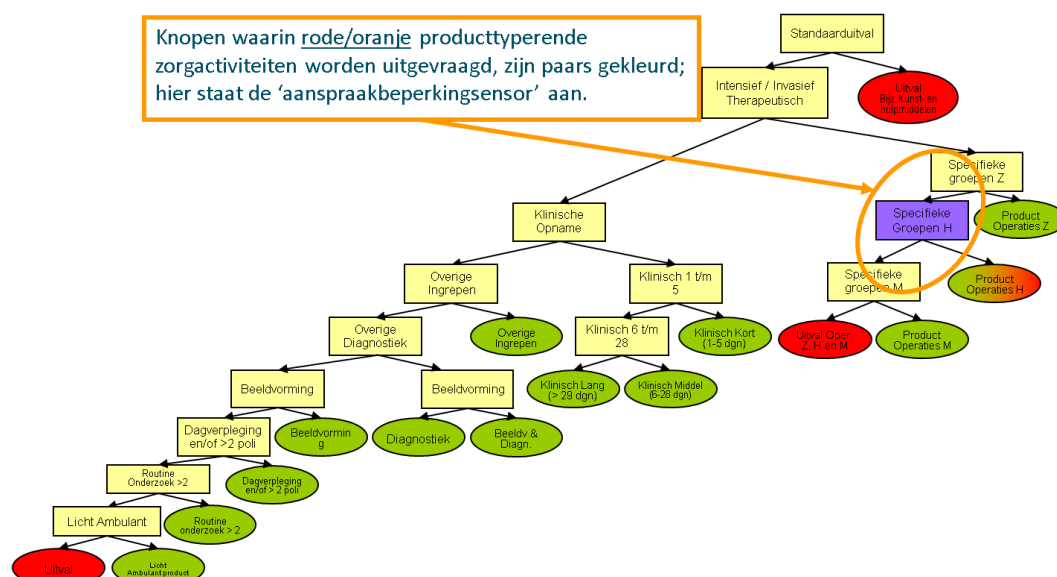 Knopen waarin rode/oranje producttyperende
zorgactiviteiten worden uitgevraagd, zijn paars gekleurd;
hier staat de ‘aanspraakbeperkingsensor’ aan.
Standaarduitval
Intensief / Invasief
Therapeutisch
Uitval
Big. Kunst- en
hulpmiddelen
Specifieke
groepen Z
Klinische
Opname
Specifieke
Groepen H
Product
Operaties Z
Overige
Ingrepen
Klinisch 1 t/m
5
Specifieke
groepen M
Product
Operaties H
Overige
Diagnostiek
Overige
Ingrepen
Klinisch 6 t/m
28
Klinisch Kort
(1-5 dgn)
Uitval Oper.
Z, H en M
Product
Operaties M
Beeldvorming
Beeldvorming
Klinisch Lang
(> 29 dgn)
Klinisch Middel
(6-28 dgn)
Dagverpleging
en/of >2 poli
Beeldvormin
g
Diagnostiek
Beeldv.&
Diagn.
Routine
Onderzoek >2
Dagverpleging
en/of > 2 poli
Licht Ambulant
Routine
onderzoek > 2
Uitval
Licht
Ambulant product